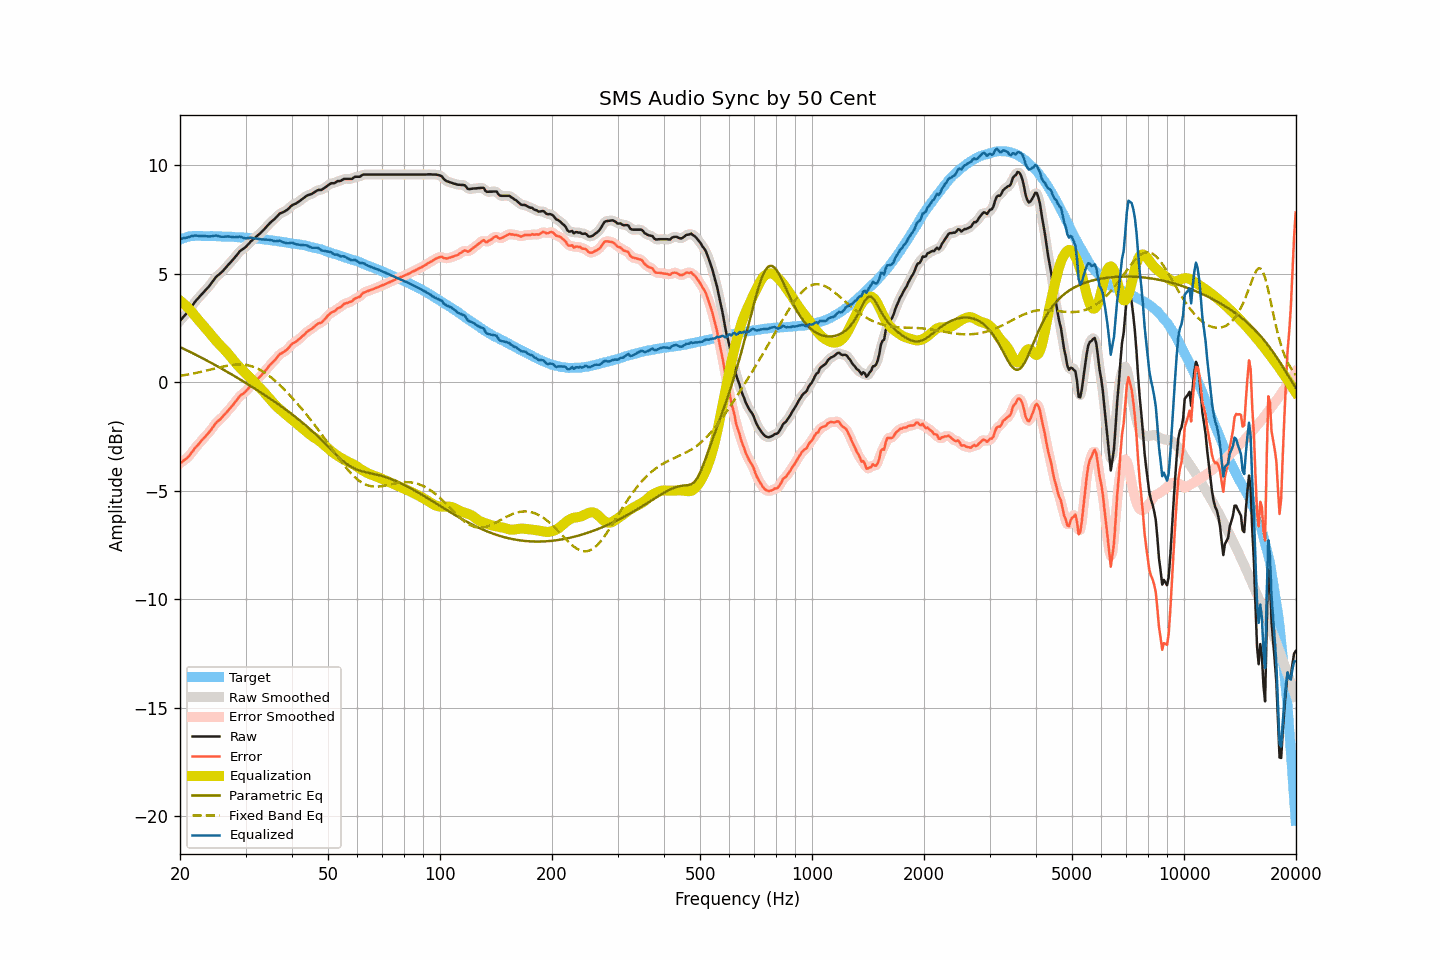 SMS Audio Sync by 50 Cent
10
5
0
−5
−10
−15
−20
Amplitude (dBr)
Target
Raw Smoothed
Error Smoothed
Raw
Error
Equalization
Parametric Eq
Fixed Band Eq
Equalized
20 50 100 200 500 1000 2000 5000 10000 20000
Frequency (Hz)